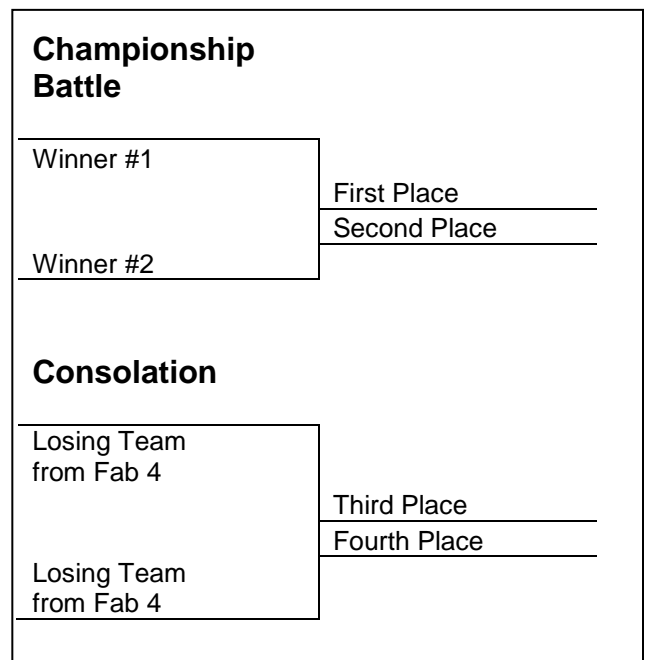 Championship
Battle
Winner #1
First Place
Second Place
Winner #2
Consolation
Losing Team
from Fab 4
Third Place
Fourth Place
Losing Team
from Fab 4